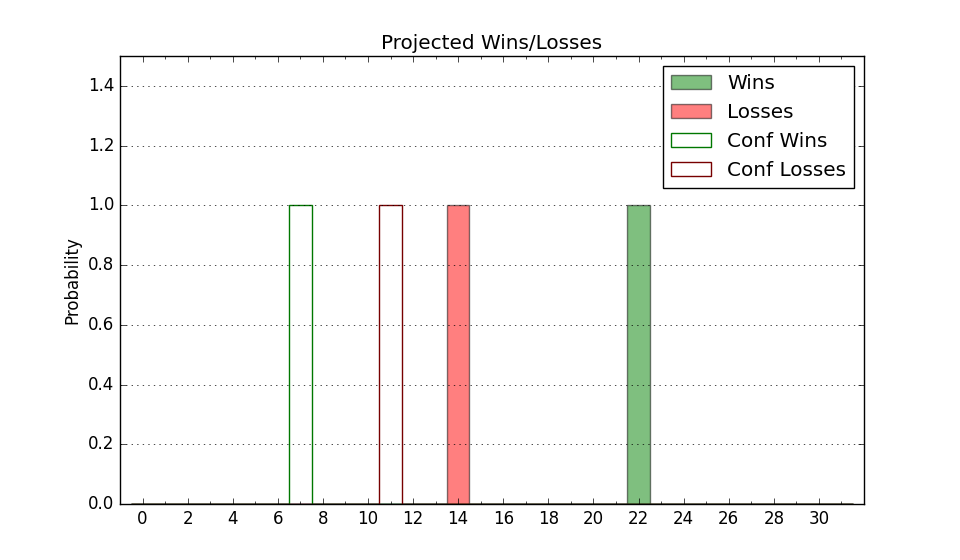 Projected Wins/Losses
Wins
Losses
Conf Wins
Conf Losses
Probability
1.4
1.2
1.0
0.8
0.6
0.4
0.2
0.0
0 2 4 6 8 10 12 14 16 18 20 22 24 26 28 30